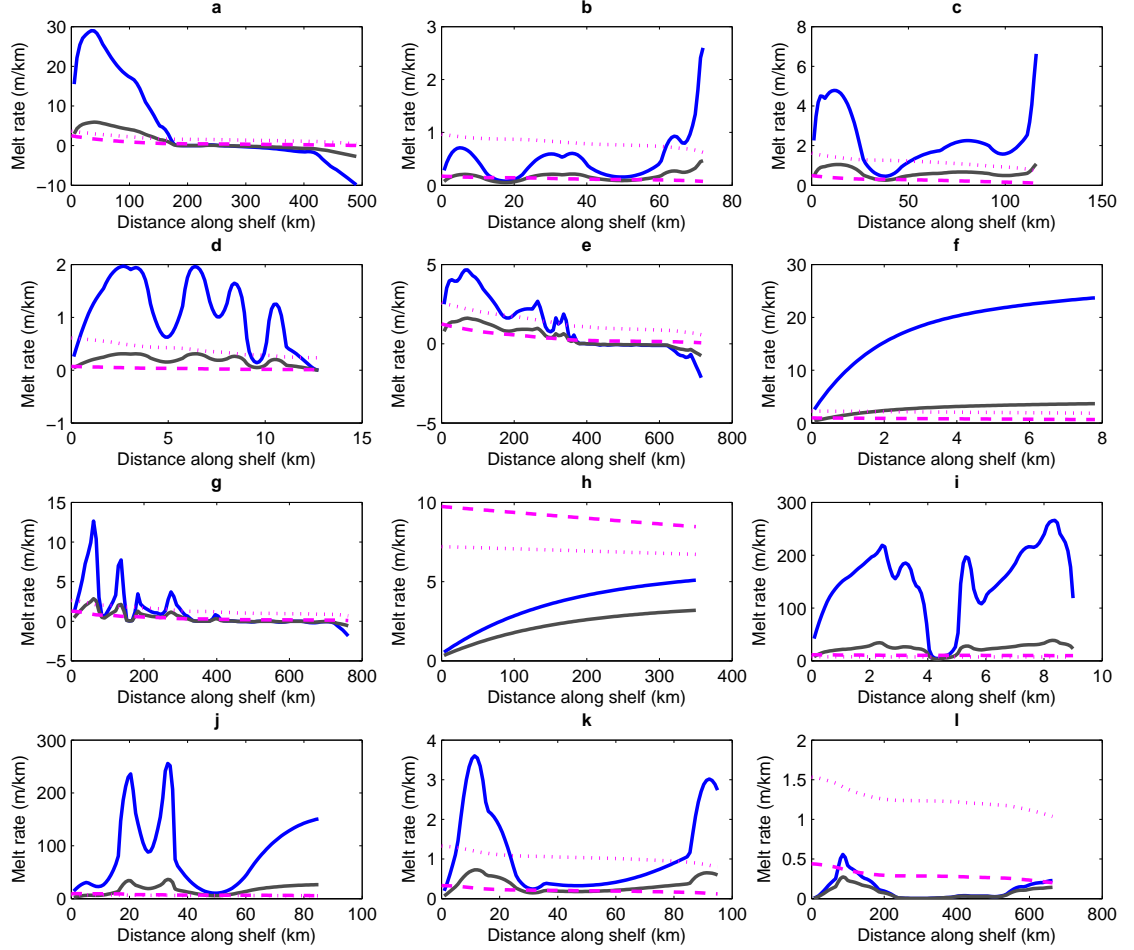 a
Melt rate (m/km)
30
20
10
0
−10
0 100 200 300 400 500
Distance along shelf (km)
b
Melt rate (m/km)
3
2
1
0
0 20 40 60 80
Distance along shelf (km)
c
Melt rate (m/km)
8
6
4
2
0
0 50 100 150
Distance along shelf (km)
d
Melt rate (m/km)
2
1
0
−1
0 5 10 15
Distance along shelf (km)
e
Melt rate (m/km)
5
0
−5
0 200 400 600 800
Distance along shelf (km)
f
Melt rate (m/km)
30
20
10
0
0 2 4 6 8
Distance along shelf (km)
g
Melt rate (m/km)
15
10
5
0
−5
0 200 400 600 800
Distance along shelf (km)
h
Melt rate (m/km)
10
5
0
0 100 200 300 400
Distance along shelf (km)
i
Melt rate (m/km)
300
200
100
0
0 2 4 6 8 10
Distance along shelf (km)
j
Melt rate (m/km)
300
200
100
0
0 20 40 60 80 100
Distance along shelf (km)
k
Melt rate (m/km)
4
3
2
1
0
0 20 40 60 80 100
Distance along shelf (km)
l
Melt rate (m/km)
2
1.5
1
0.5
0
0 200 400 600 800
Distance along shelf (km)